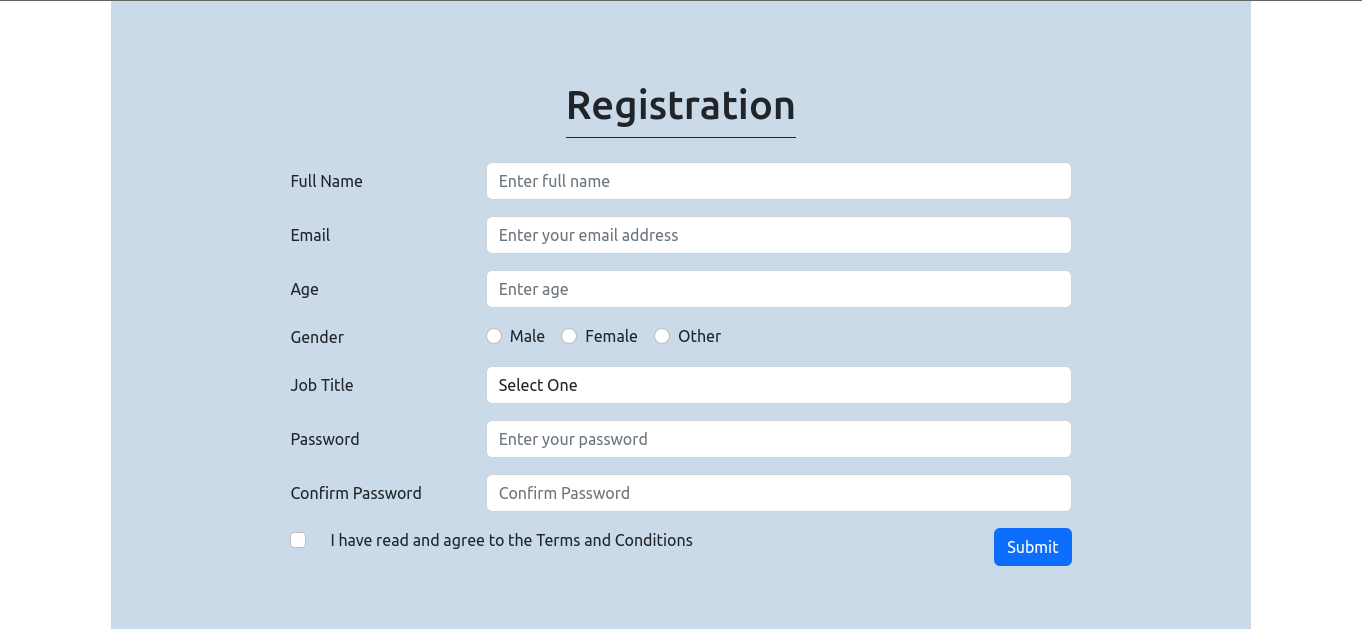 Registration
Full Name Enter full name
Email Enter your email address
Age Enter age
Gender Male Female Other
Job Title Select One
Password Enter your password
Confirm Password Confirm Password
I have read and agree to the Terms and Conditions Submit